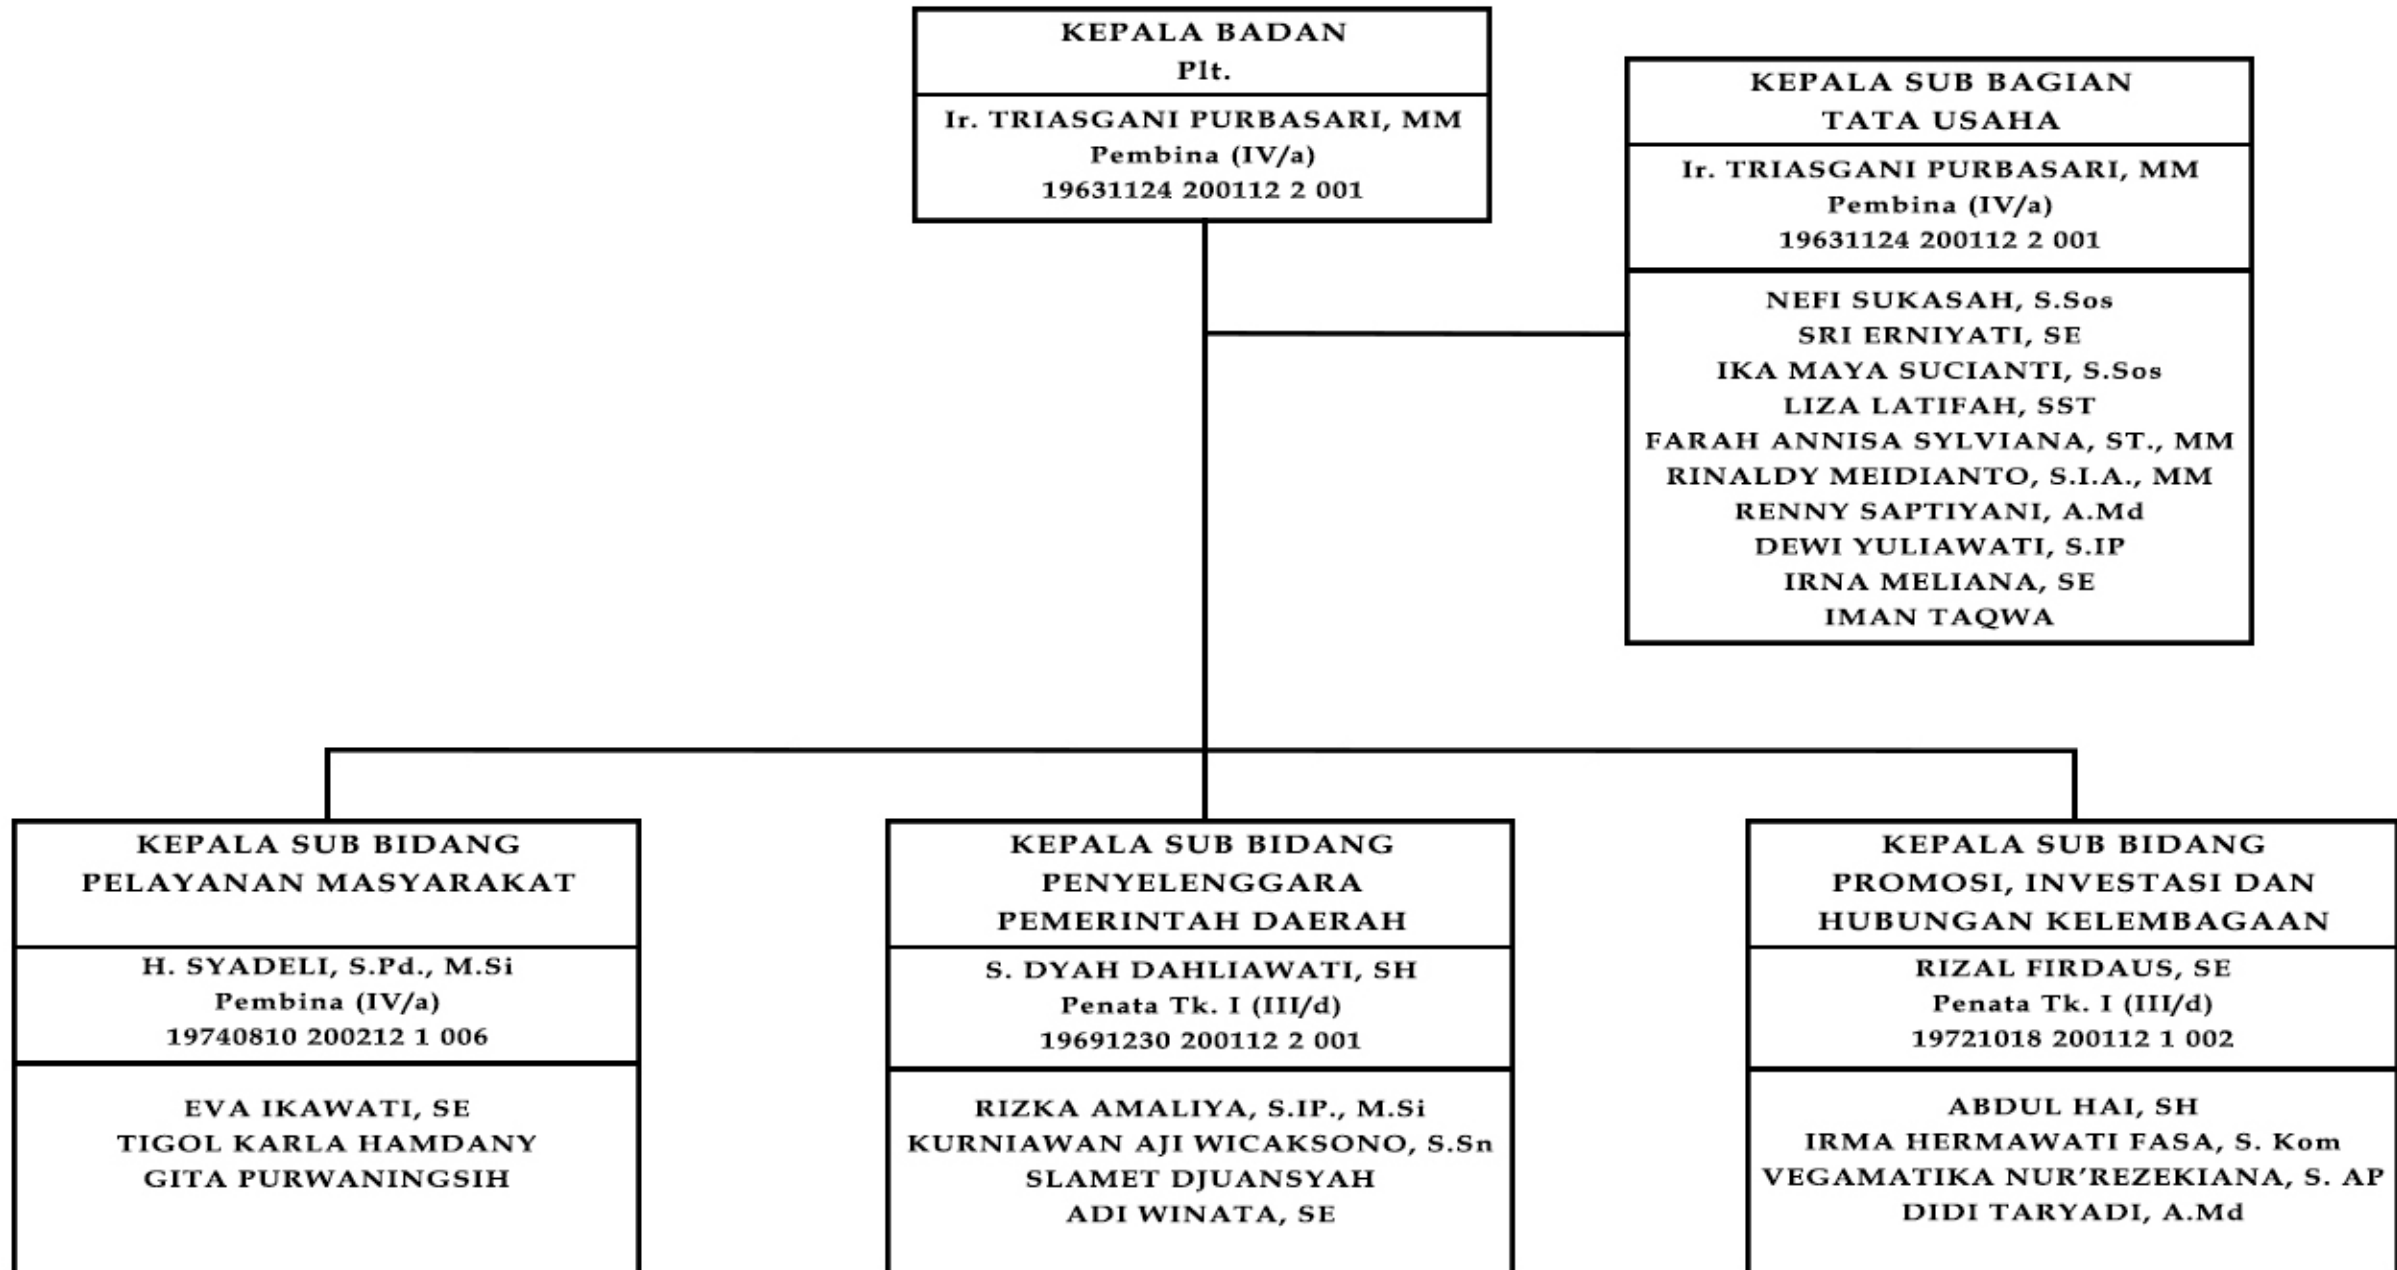 KEPALA BADAN
Plt.
Ir. TRIASGANI PURBASARI, MM
Pembina (IV/a)
19631124 200112 2 001
KEPALA SUB BAGIAN
TATA USAHA
Ir. TRIASGANI PURBASARI, MM
Pembina (IV/a)
19631124 200112 2 001
NEFI SUKASAH, S.Sos
SRI ERNIYATI, SE
IKA MAYA SUCIANTI, S.Sos
LIZA LATIFAH, SST
FARAH ANNISA SYLVIANA, ST., MM
RINALDY MEIDIANTO, S.I.A., MM
RENNY SAPTIYANI, A.Md
DEWI YULIAWATI, S.IP
IRNA MELIANA, SE
IMAN TAQWA
KEPALA SUB BIDANG
PELAYANAN MASYARAKAT
H. SYADELI, S.Pd., M.Si
Pembina (IV/a)
19740810 200212 1 006
EVA IKAWATI, SE
TIGOL KARLA HAMDANY
GITA PURWANINGSIH
KEPALA SUB BIDANG
PENYELENGGARA
PEMERINTAH DAERAH
S. DYAH DAHLIAWATI, SH
Penata Tk. I (III/d)
19691230 200112 2 001
RIZKA AMALIYA, S.IP., M.Si
KURNIAWAN AJI WICAKSONO, S.Sn
SLAMET DJUANSYAH
ADI WINATA, SE
KEPALA SUB BIDANG
PROMOSI, INVESTASI DAN
HUBUNGAN KELEMBAGAAN
RIZAL FIRDAUS, SE
Penata Tk. I (III/d)
19721018 200112 1 002
ABDUL HAI, SH
IRMA HERMAWATI FASA, S. Kom
VEGAMATIKA NUR’REZEKIANA, S. AP
DIDI TARYADI, A.Md